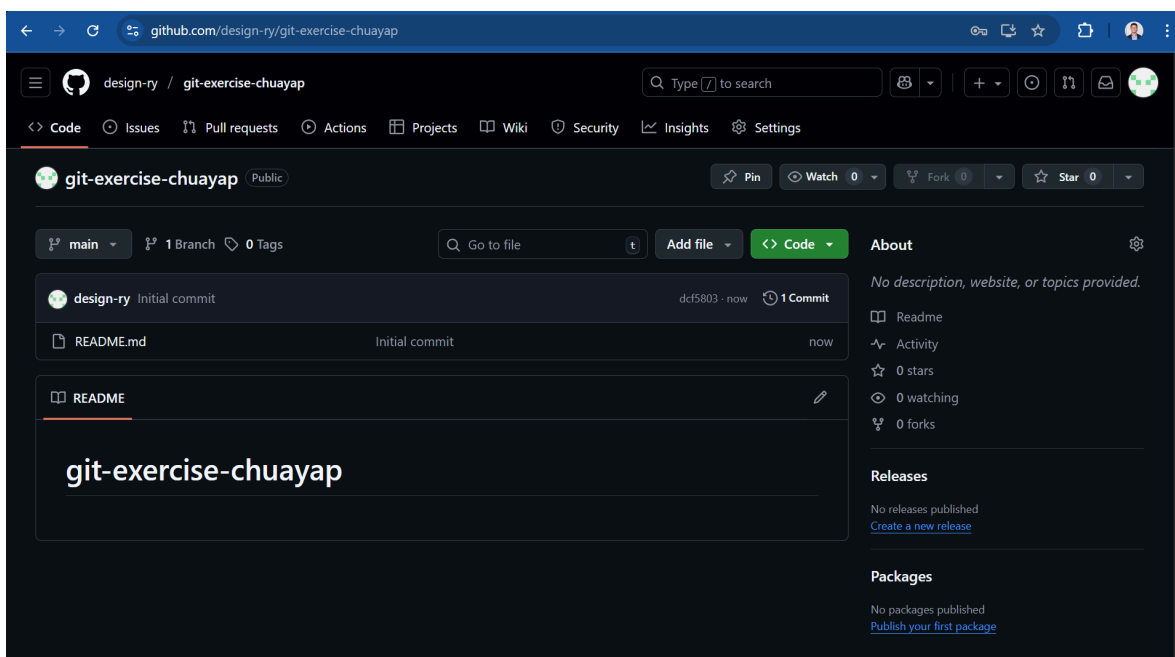 github.com/design-ry/git-exercise-chuayap
design-ry / git-exercise-chuayap
Type / to search
Code Issues Pull requests Actions Projects Wiki Security Insights Settings
git-exercise-chuayap Public
Pin Watch 0 Fork 0 Star 0
main 1 Branch 0 Tags Go to file t Add file Code
design-ry Initial commit dcf5803 · now 1 Commit
README.md Initial commit now
README
git-exercise-chuayap
About
No description, website, or topics provided.
Readme
Activity
0 stars
0 watching
0 forks
Releases
No releases published
Create a new release
Packages
No packages published
Publish your first package